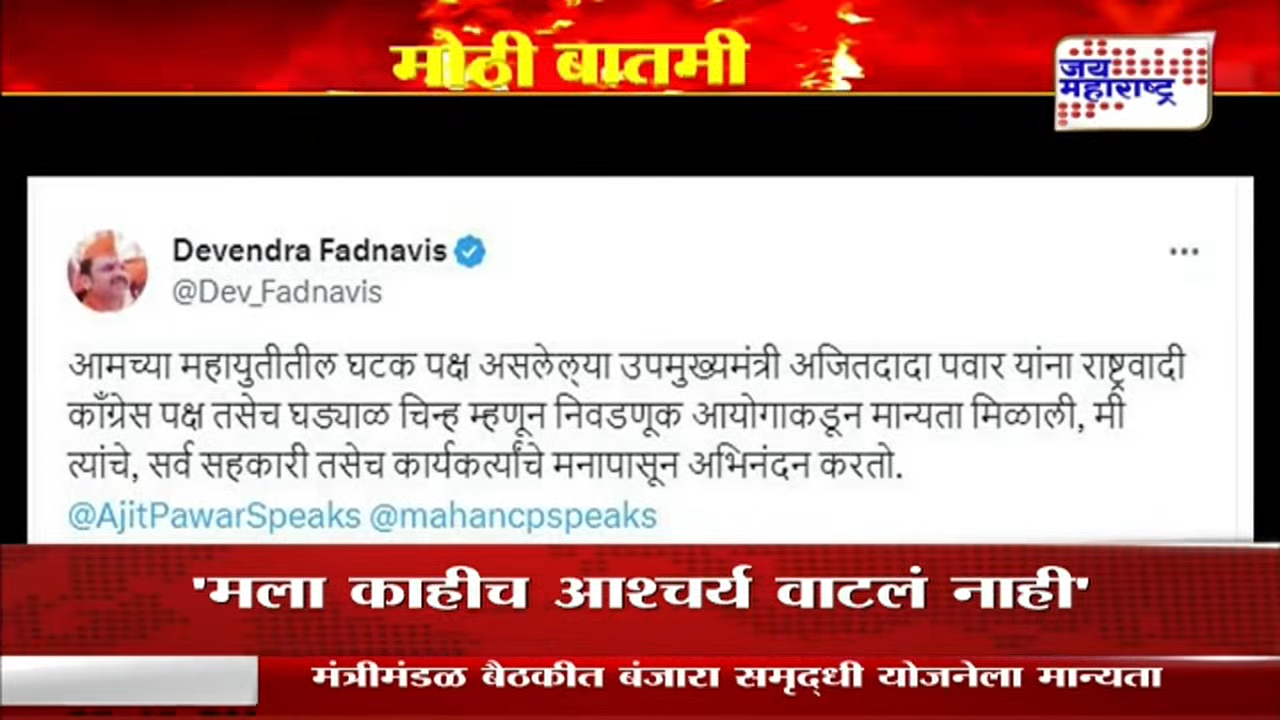 मोठी बातमी
जय
महाराष्ट्र
Devendra Fadnavis
@Dev_Fadnavis
आमच्या महायुतीतील घटक पक्ष असलेल्या उपमुख्यमंत्री अजितदादा पवार यांना राष्ट्रवादी
काँग्रेस पक्ष तसेच घड्याळ चिन्ह म्हणून निवडणूक आयोगाकडून मान्यता मिळाली, मी
त्यांचे, सर्व सहकारी तसेच कार्यकर्त्यांचे मनापासून अभिनंदन करतो.
@AjitPawarSpeaks @mahancpspeaks
'मला काहीच आश्चर्य वाटलं नाही'
मंत्रीमंडळ बैठकीत बंजारा समृद्धी योजनेला मान्यता